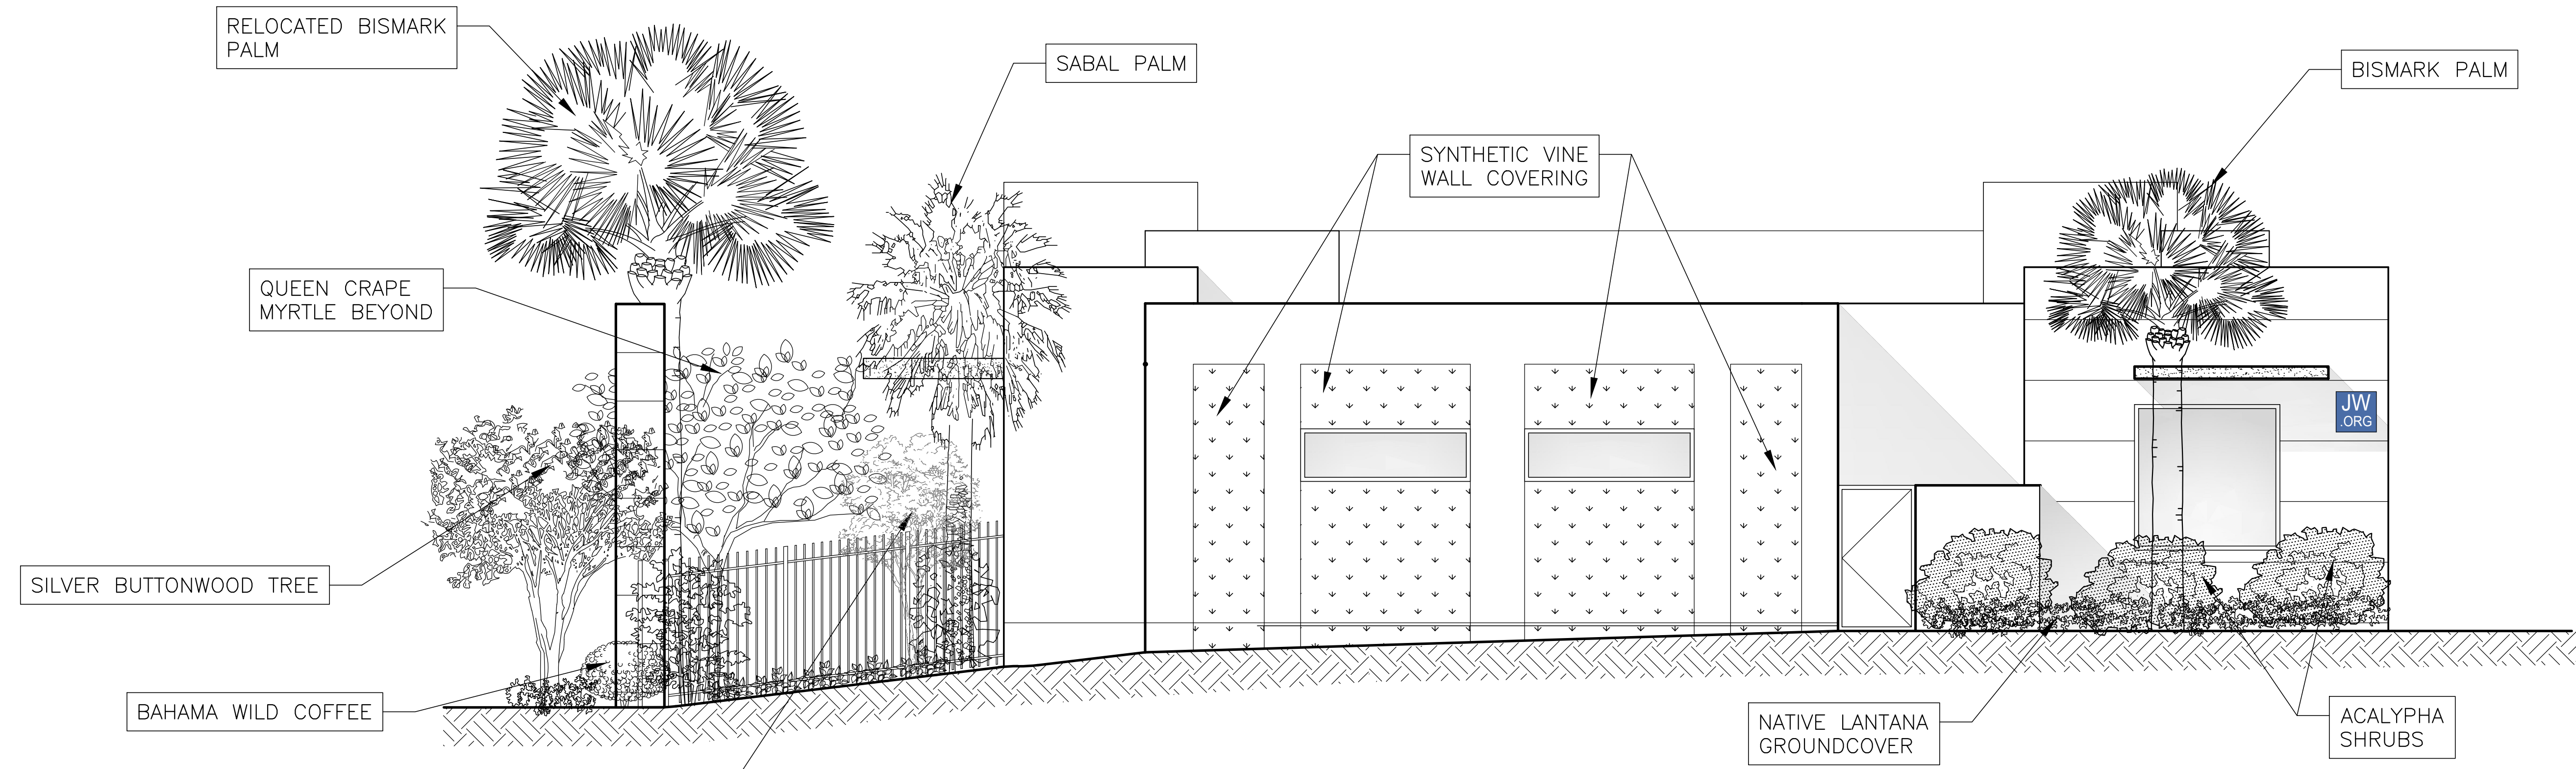 RELOCATED BISMARK
PALM
SABAL PALM
BISMARK PALM
SYNTHETIC VINE
WALL COVERING
QUEEN CRAPE
MYRTLE BEYOND
JW
.ORG
SILVER BUTTONWOOD TREE
BAHAMA WILD COFFEE
NATIVE LANTANA
GROUNDCOVER
ACALYPHA
SHRUBS